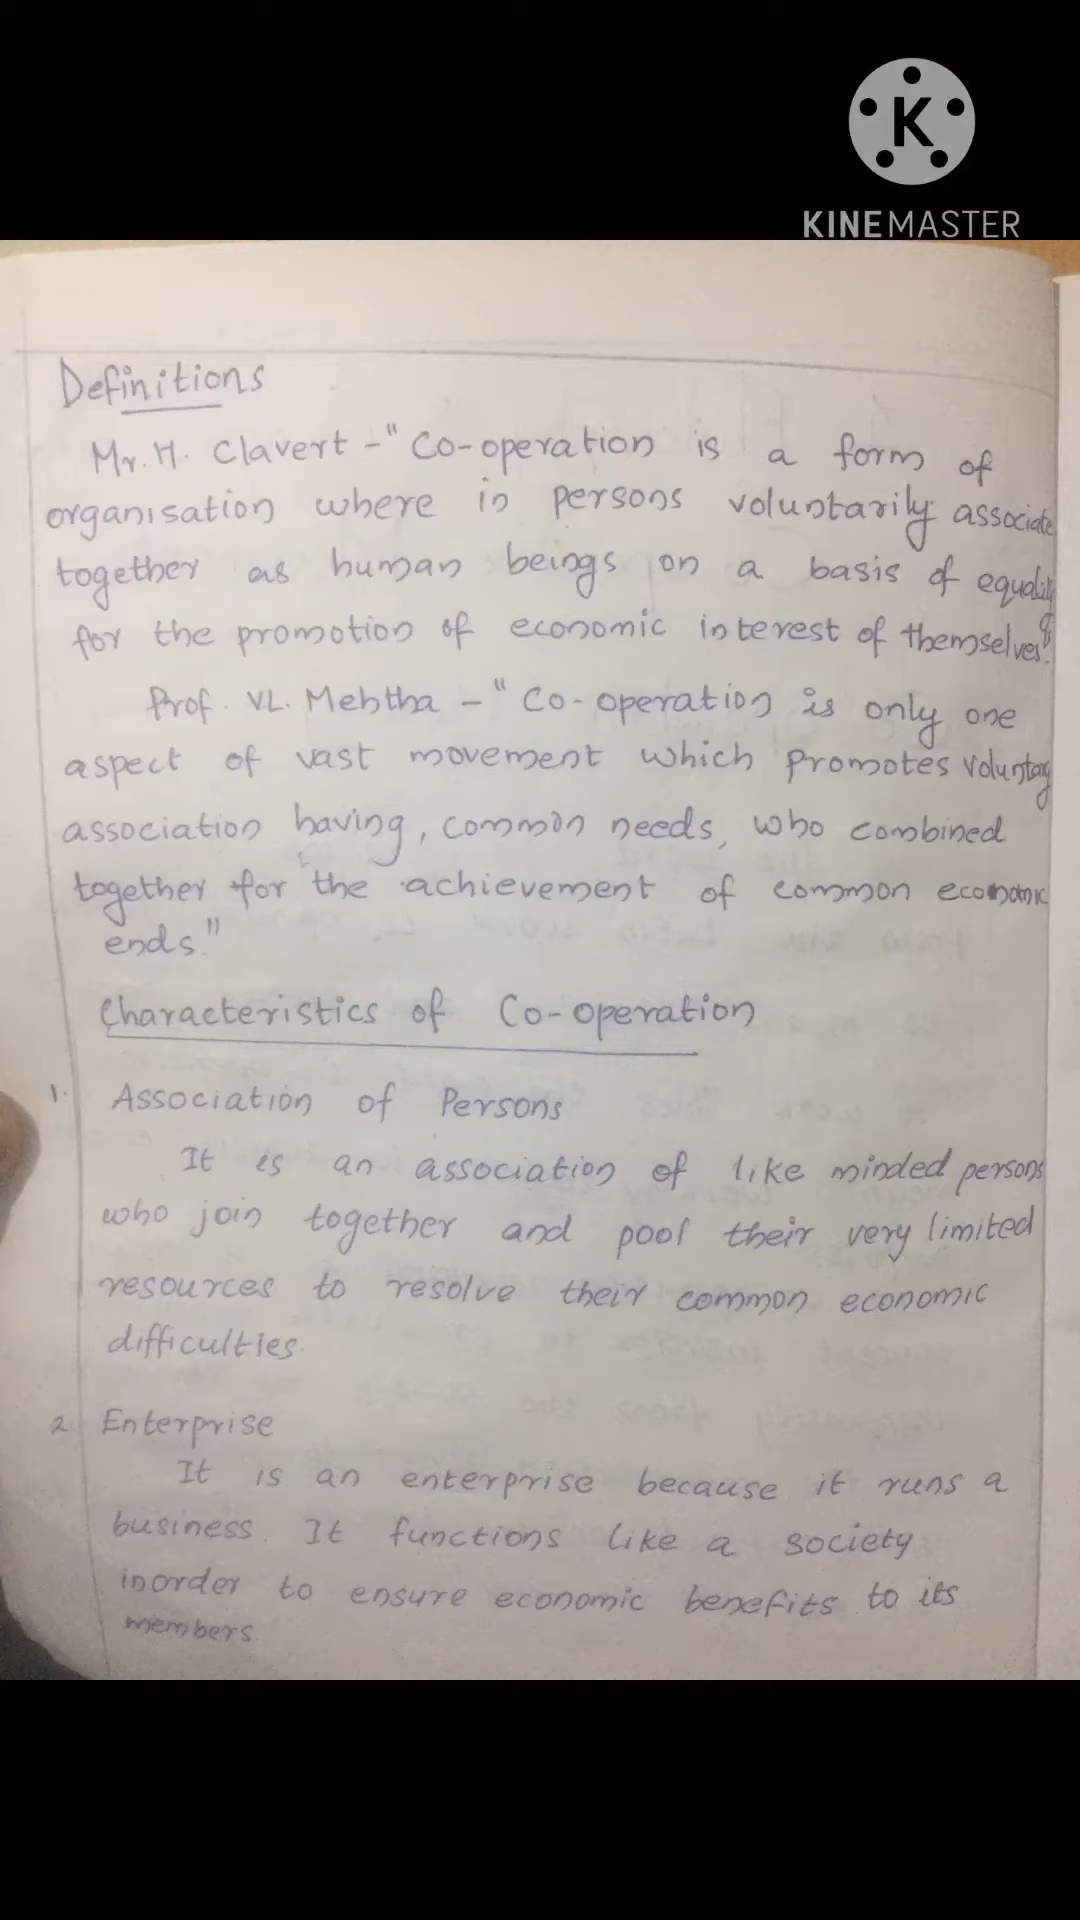 K
KINEMASTER
Definitions
Mr. H. Clavert - "Co-operation is a form of
organisation where in persons voluntarily associate
together as human beings on a basis of equality
for the promotion of economic interest of themselves."
Prof. V.L. Mehtha - "Co-operation is only one
aspect of vast movement which promotes voluntary
association having, common needs, who combined
together for the achievement of common economic
ends."
Characteristics of Co-operation
1. Association of Persons
It is an association of like minded persons
who join together and pool their very limited
resources to resolve their common economic
difficulties.
2 Enterprise
It is an enterprise because it runs a
business. It functions like a society
inorder to ensure economic benefits to its
members.